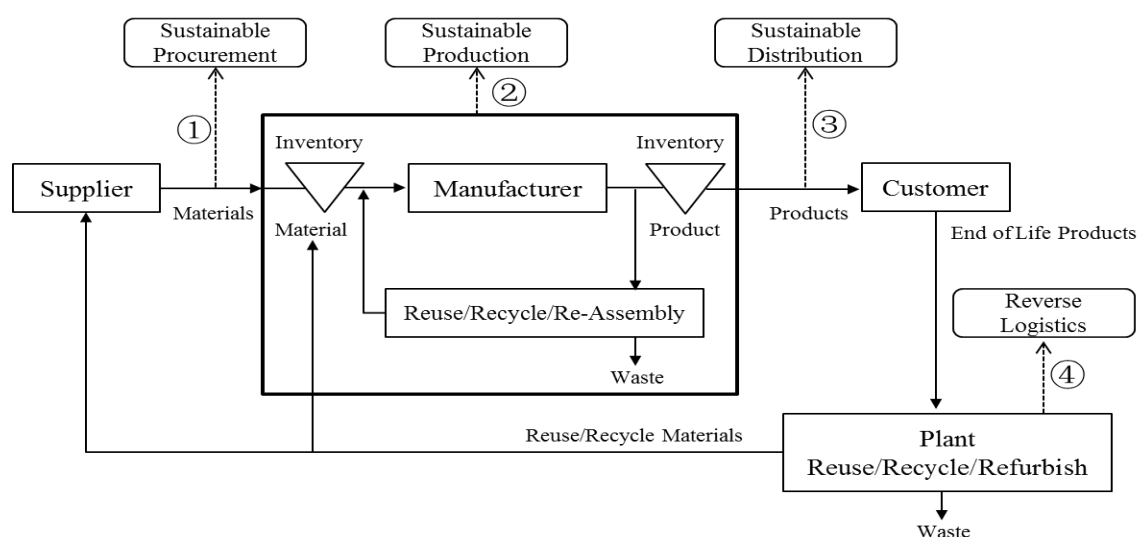 Sustainable
Procurement
Sustainable
Production
Sustainable
Distribution
①
②
③
Inventory
Inventory
Supplier
Manufacturer
Customer
Materials
Material
Product
Products
End of Life Products
Reuse/Recycle/Re-Assembly
Reverse
Logistics
Waste
④
Reuse/Recycle Materials
Plant
Reuse/Recycle/Refurbish
Waste